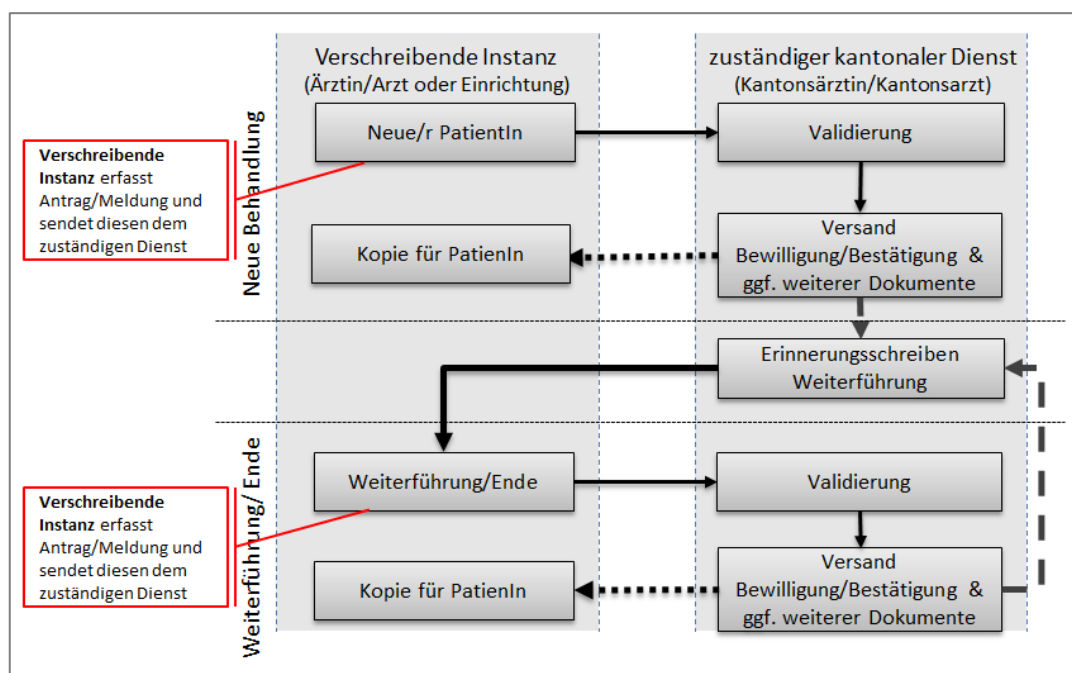 Verschreibende Instanz
(Ärztin/Arzt oder Einrichtung)
zuständiger kantonaler Dienst
(Kantonsärztin/Kantonsarzt)
Neue Behandlung
Verschreibende
Instanz erfasst
Antrag/Meldung und
sendet diesen dem
zuständigen Dienst
Neue/r PatientIn
Validierung
Kopie für PatienIn
Versand
Bewilligung/Bestätigung &
ggf. weiterer Dokumente
Erinnerungsschreiben
Weiterführung
Weiterführung/ Ende
Verschreibende
Instanz erfasst
Antrag/Meldung und
sendet diesen dem
zuständigen Dienst
Weiterführung/Ende
Validierung
Kopie für PatienIn
Versand
Bewilligung/Bestätigung &
ggf. weiterer Dokumente